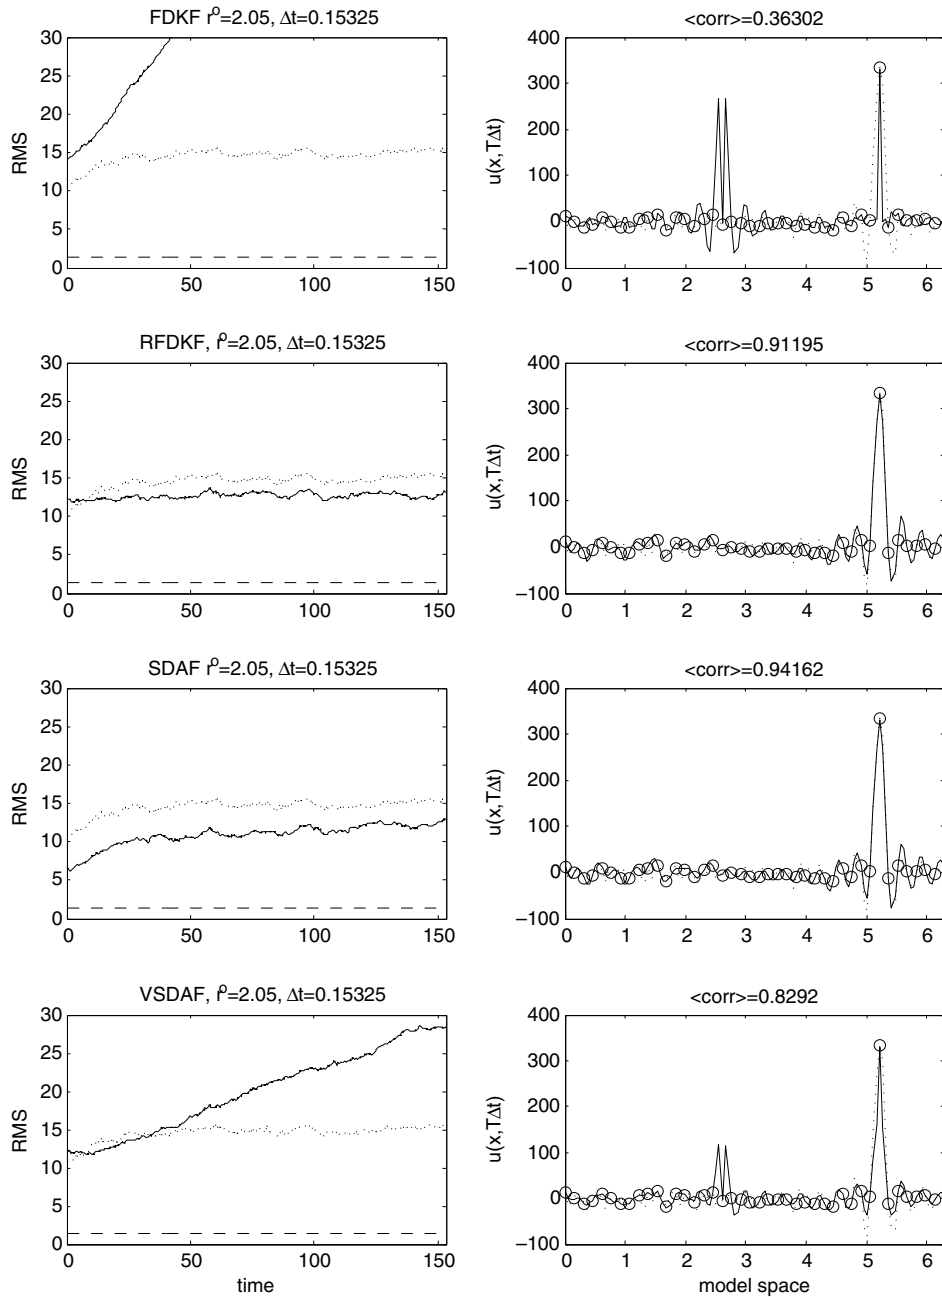 FDKF rº=2.05, Δt=0.15325
<corr>=0.36302
30
25
20
15
10
5
0
RMS
0 50 100 150
400
300
200
100
0
−100
u(x,TΔt)
0 1 2 3 4 5 6
RFDKF, rº=2.05, Δt=0.15325
<corr>=0.91195
30
25
20
15
10
5
0
RMS
0 50 100 150
400
300
200
100
0
−100
u(x,TΔt)
0 1 2 3 4 5 6
SDAF rº=2.05, Δt=0.15325
<corr>=0.94162
30
25
20
15
10
5
0
RMS
0 50 100 150
400
300
200
100
0
−100
u(x,TΔt)
0 1 2 3 4 5 6
VSDAF, rº=2.05, Δt=0.15325
<corr>=0.8292
30
25
20
15
10
5
0
RMS
0 50 100 150
time
400
300
200
100
0
−100
u(x,TΔt)
0 1 2 3 4 5 6
model space